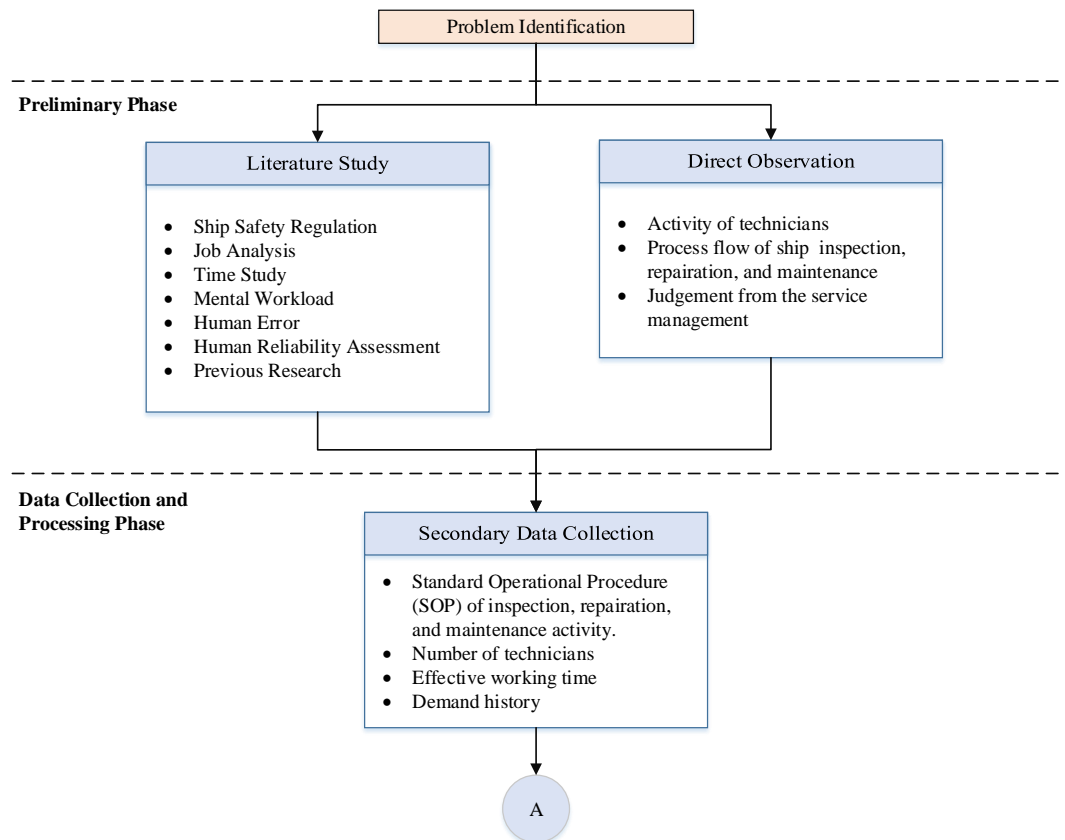 Problem Identification
Preliminary Phase
Literature Study
• Ship Safety Regulation
• Job Analysis
• Time Study
• Mental Workload
• Human Error
• Human Reliability Assessment
• Previous Research
Direct Observation
• Activity of technicians
• Process flow of ship inspection,
repairation, and maintenance
• Judgement from the service
management
Data Collection and
Processing Phase
Secondary Data Collection
• Standard Operational Procedure
(SOP) of inspection, repairation,
and maintenance activity.
• Number of technicians
• Effective working time
• Demand history
A